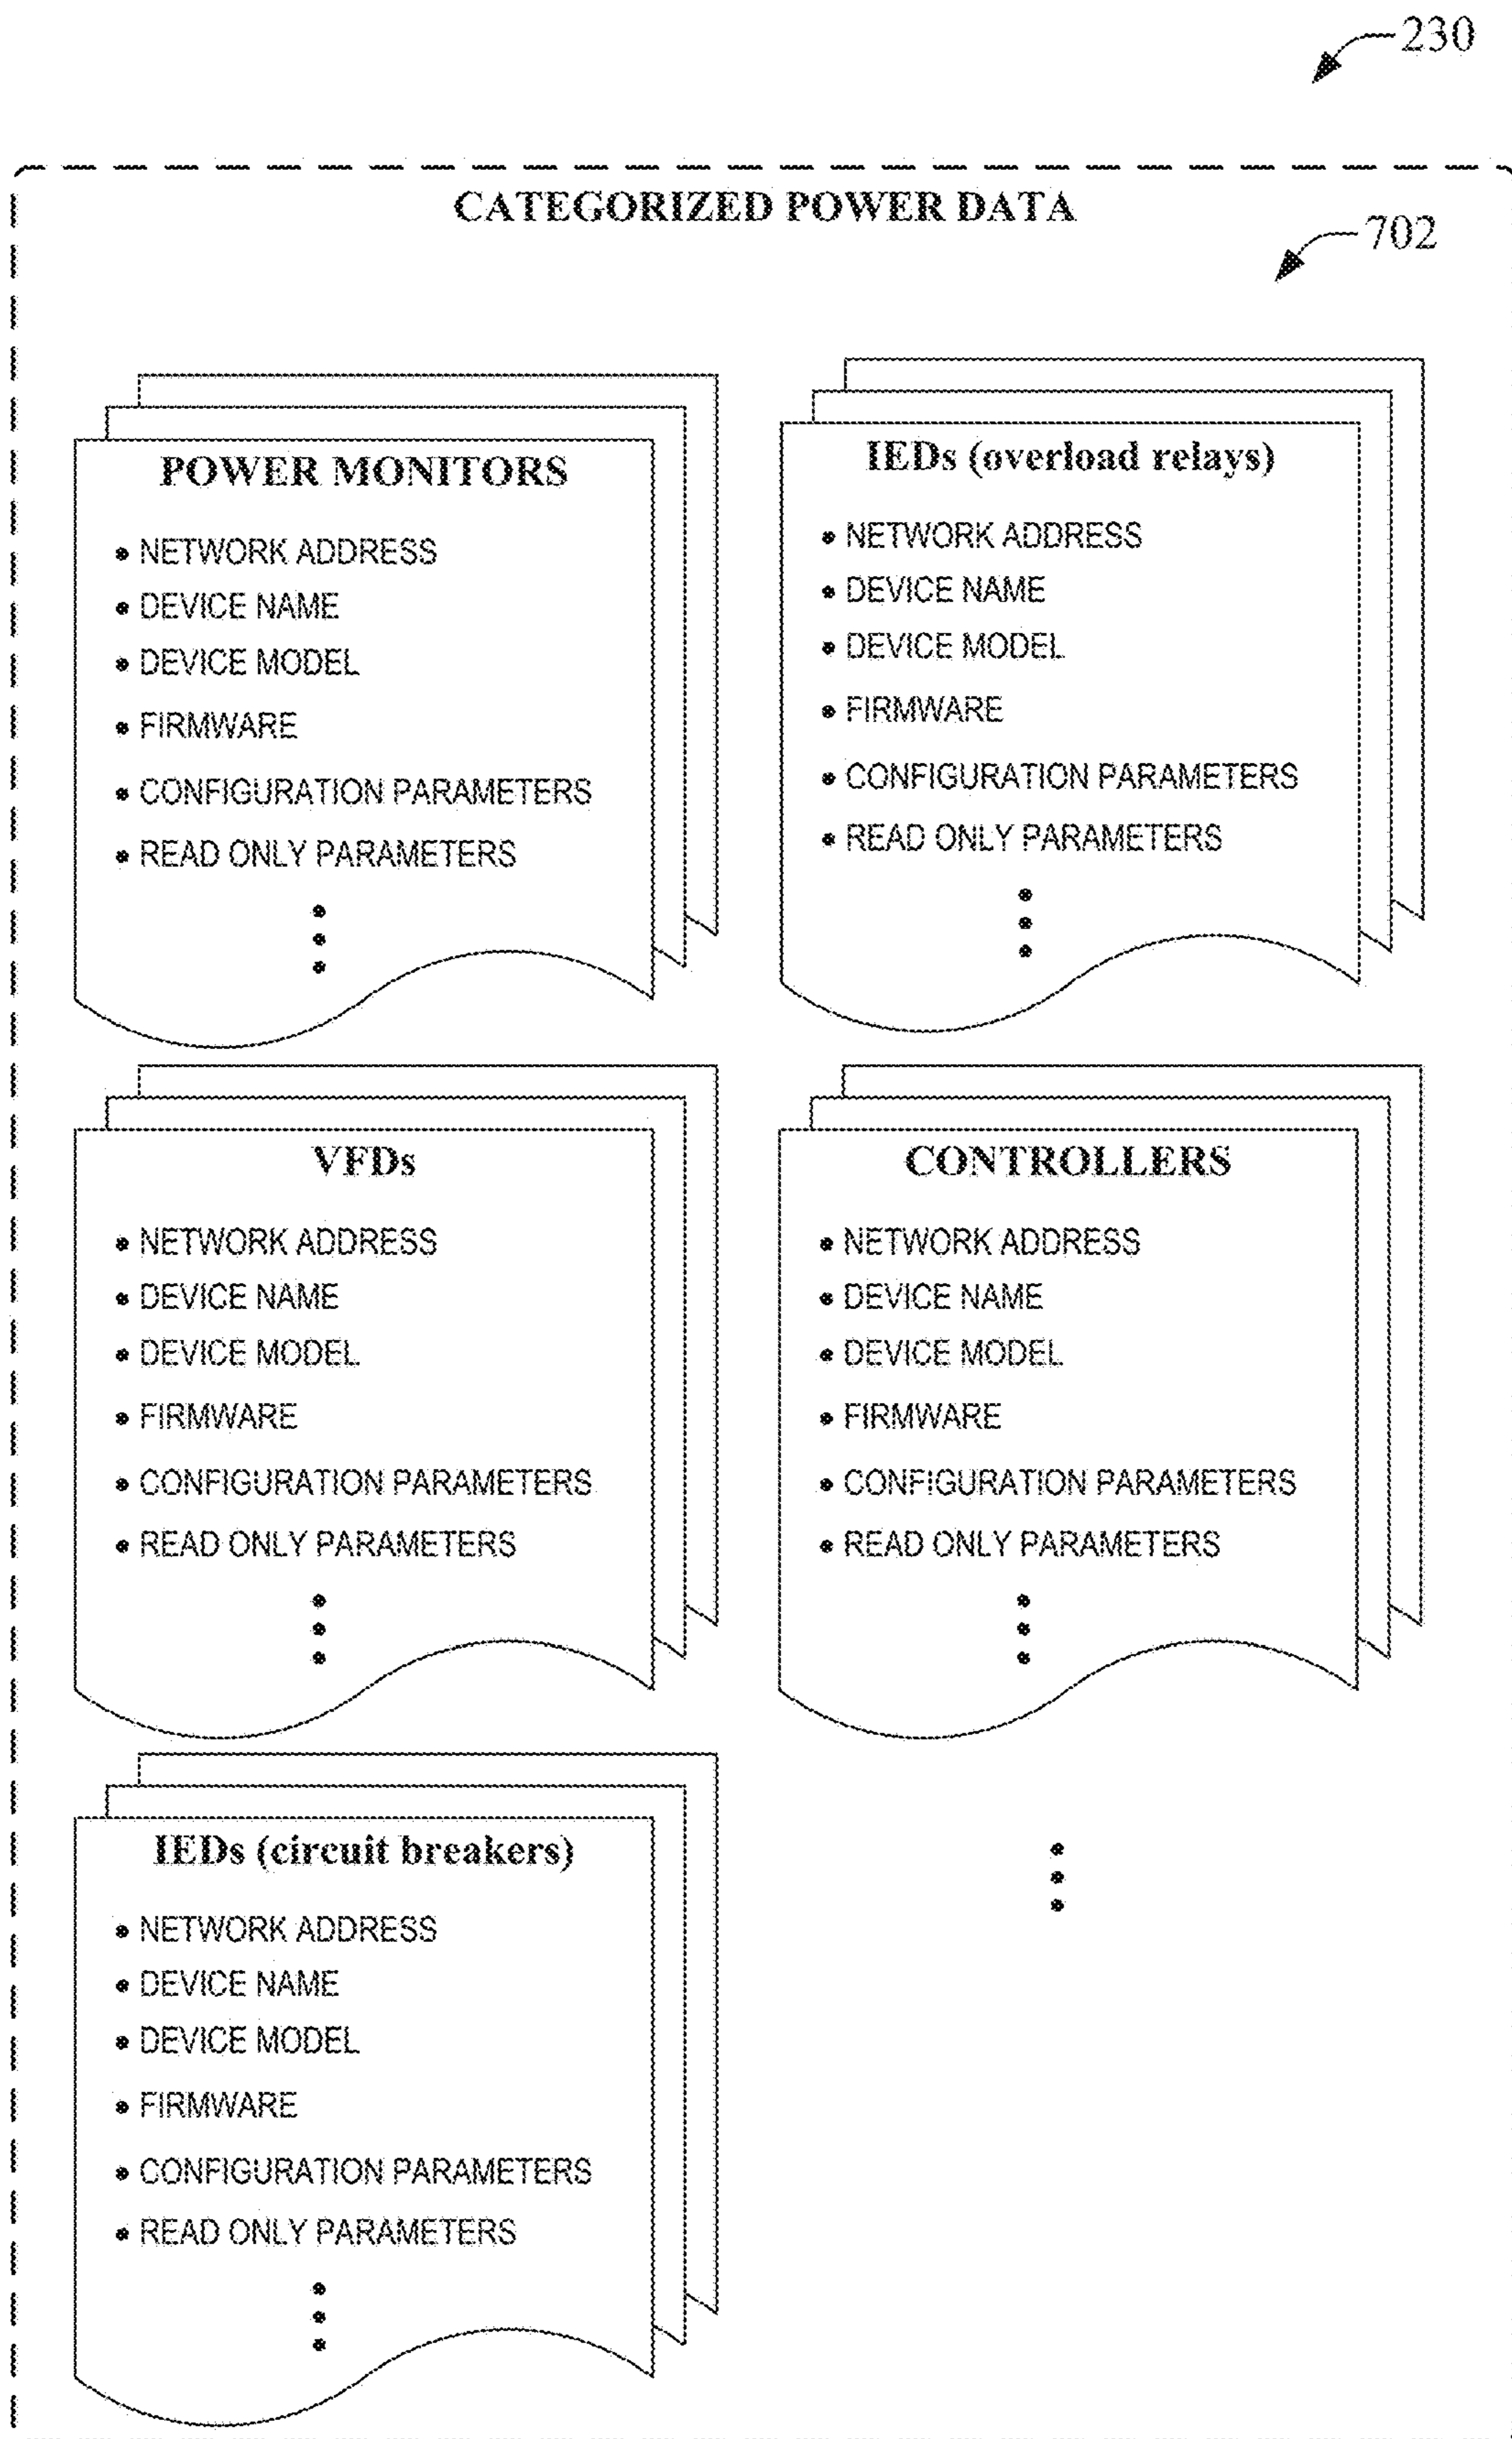 230
CATEGORIZED POWER DATA
702
POWER MONITORS
• NETWORK ADDRESS
• DEVICE NAME
• DEVICE MODEL
• FIRMWARE
• CONFIGURATION PARAMETERS
• READ ONLY PARAMETERS
IEDs (overload relays)
• NETWORK ADDRESS
• DEVICE NAME
• DEVICE MODEL
• FIRMWARE
• CONFIGURATION PARAMETERS
• READ ONLY PARAMETERS
VFDs
• NETWORK ADDRESS
• DEVICE NAME
• DEVICE MODEL
• FIRMWARE
• CONFIGURATION PARAMETERS
• READ ONLY PARAMETERS
CONTROLLERS
• NETWORK ADDRESS
• DEVICE NAME
• DEVICE MODEL
• FIRMWARE
• CONFIGURATION PARAMETERS
• READ ONLY PARAMETERS
IEDs (circuit breakers)
• NETWORK ADDRESS
• DEVICE NAME
• DEVICE MODEL
• FIRMWARE
• CONFIGURATION PARAMETERS
• READ ONLY PARAMETERS